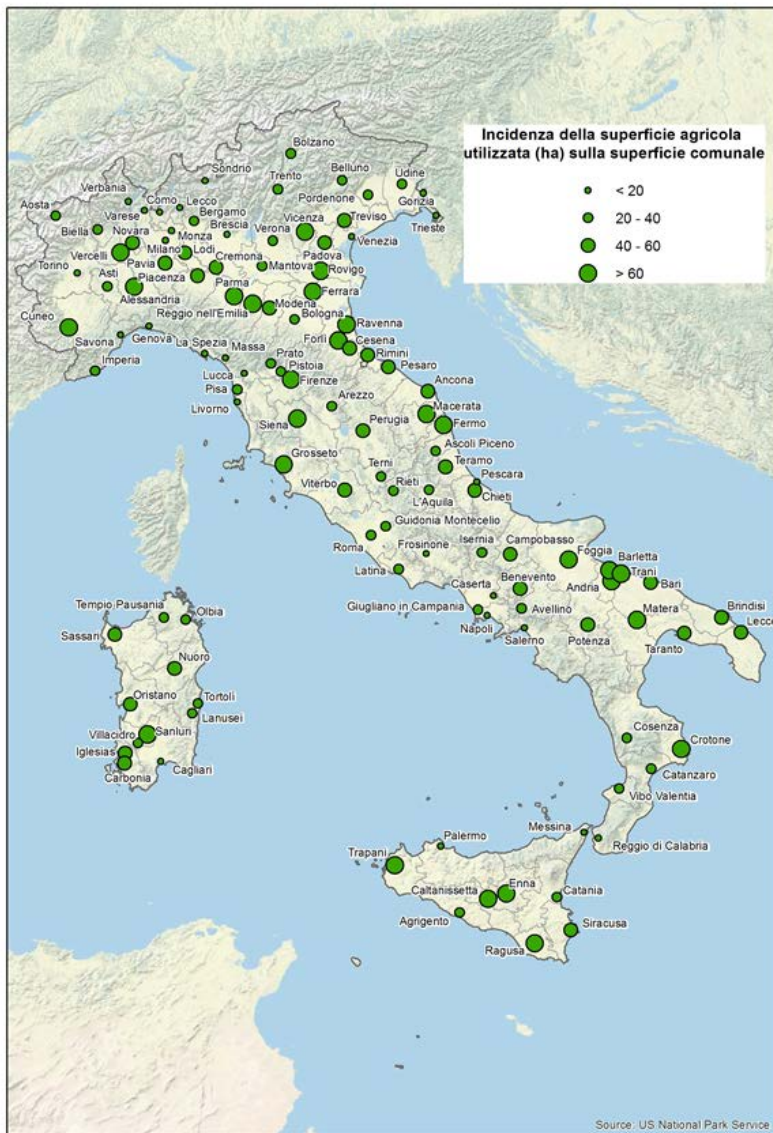 Incidenza della superficie agricola
utilizzata (ha) sulla superficie comunale
< 20
20 - 40
40 - 60
> 60
Bolzano
Sondrio
Belluno
Udine
Verbania
Como
Lecco
Trento
Pordenone
Gorizia
Aosta
Varese
Bergamo
Treviso
Trieste
Biella
Novara
Monza
Brescia
Verona
Vicenza
Venezia
Torino
Vercelli
Milano
Lodi
Cremona
Mantova
Padova
Rovigo
Asti
Pavia
Piacenza
Parma
Ferrara
Alessandria
Reggio nell'Emilia
Modena
Bologna
Ravenna
Cuneo
Savona
Genova
La Spezia
Massa
Forlì
Cesena
Rimini
Imperia
Prato
Pistoia
Pesaro
Lucca
Firenze
Pisa
Livorno
Arezzo
Ancona
Siena
Perugia
Macerata
Fermo
Grosseto
Ascoli Piceno
Terni
Rieti
Teramo
Viterbo
L'Aquila
Pescara
Chieti
Guidonia Montecelio
Roma
Frosinone
Isernia
Campobasso
Foggia
Barletta
Latina
Trani
Caserta
Benevento
Andria
Bari
Giugliano in Campania
Avellino
Matera
Brindisi
Napoli
Salerno
Potenza
Taranto
Lecce
Tempio Pausania
Olbia
Sassari
Nuoro
Oristano
Tortolì
Lanusei
Villacidro
Sanluri
Iglesias
Cagliari
Carbonia
Cosenza
Crotone
Catanzaro
Vibo Valentia
Messina
Reggio di Calabria
Palermo
Trapani
Caltanissetta
Enna
Catania
Agrigento
Siracusa
Ragusa
Source: US National Park Service